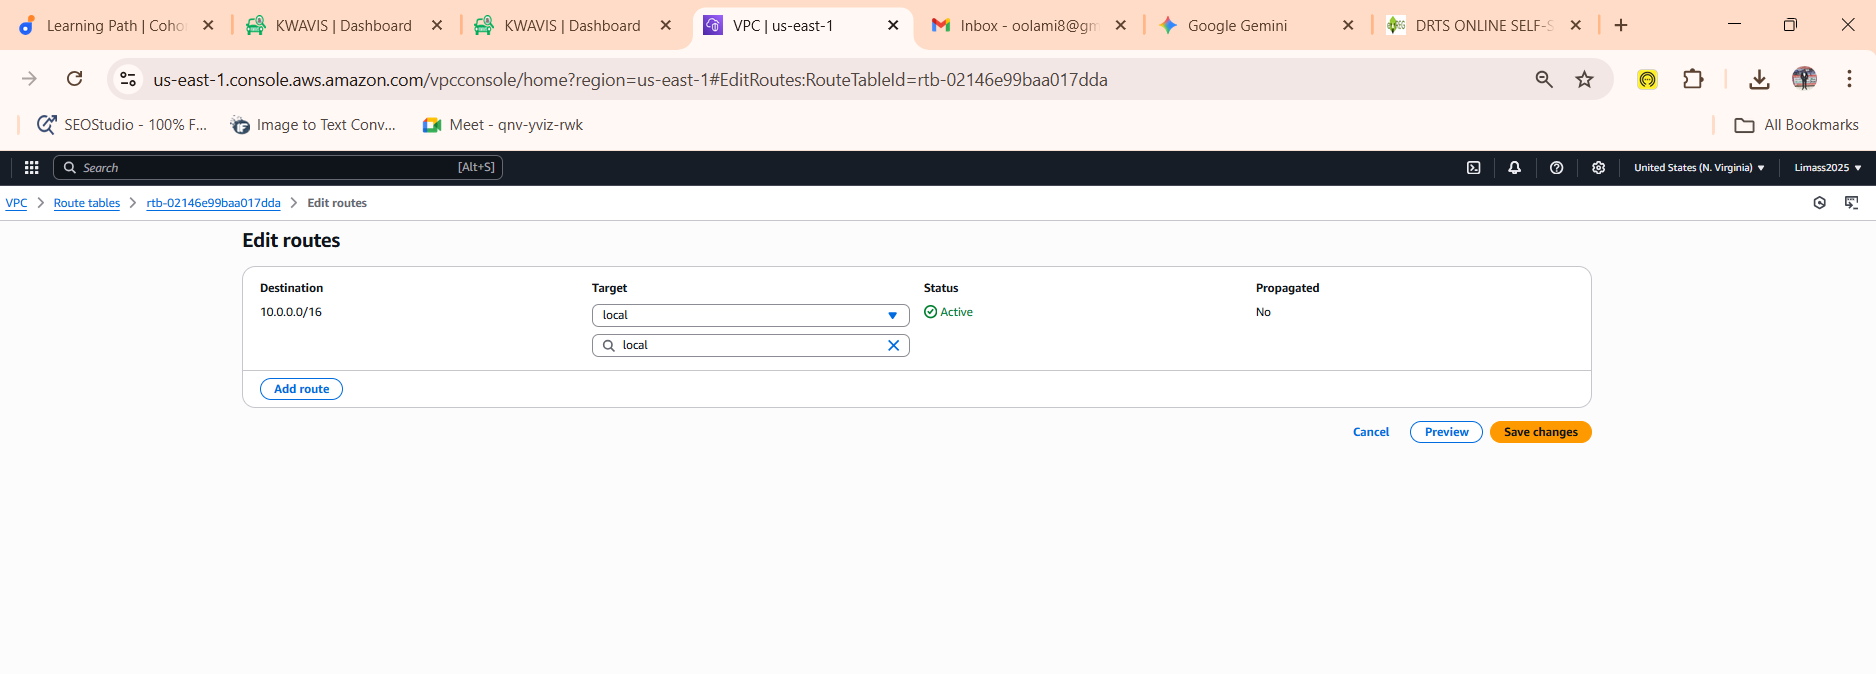 Learning Path | Coho
KWAVIS | Dashboard
KWAVIS | Dashboard
VPC | us-east-1
Inbox - oolami8@gm
Google Gemini
DRTS ONLINE SELF-S
us-east-1.console.aws.amazon.com/vpcconsole/home?region=us-east-1#EditRoutes:RouteTableId=rtb-02146e99baa017dda
SEOStudio - 100% F...
Image to Text Conv...
Meet - qnv-yviz-rwk
All Bookmarks
Search
[Alt+S]
United States (N. Virginia)
Limass2025
VPC
Route tables
rtb-02146e99baa017dda
Edit routes
Edit routes
Destination
Target
Status
Propagated
10.0.0.0/16
local
Active
No
local
Add route
Cancel
Preview
Save changes